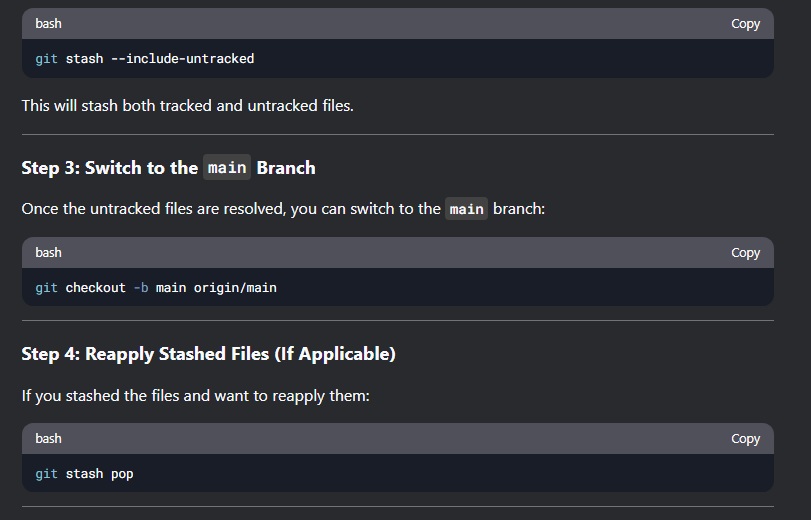 bash Copy
git stash --include-untracked
This will stash both tracked and untracked files.
Step 3: Switch to the main Branch
Once the untracked files are resolved, you can switch to the main branch:
bash Copy
git checkout -b main origin/main
Step 4: Reapply Stashed Files (If Applicable)
If you stashed the files and want to reapply them:
bash Copy
git stash pop